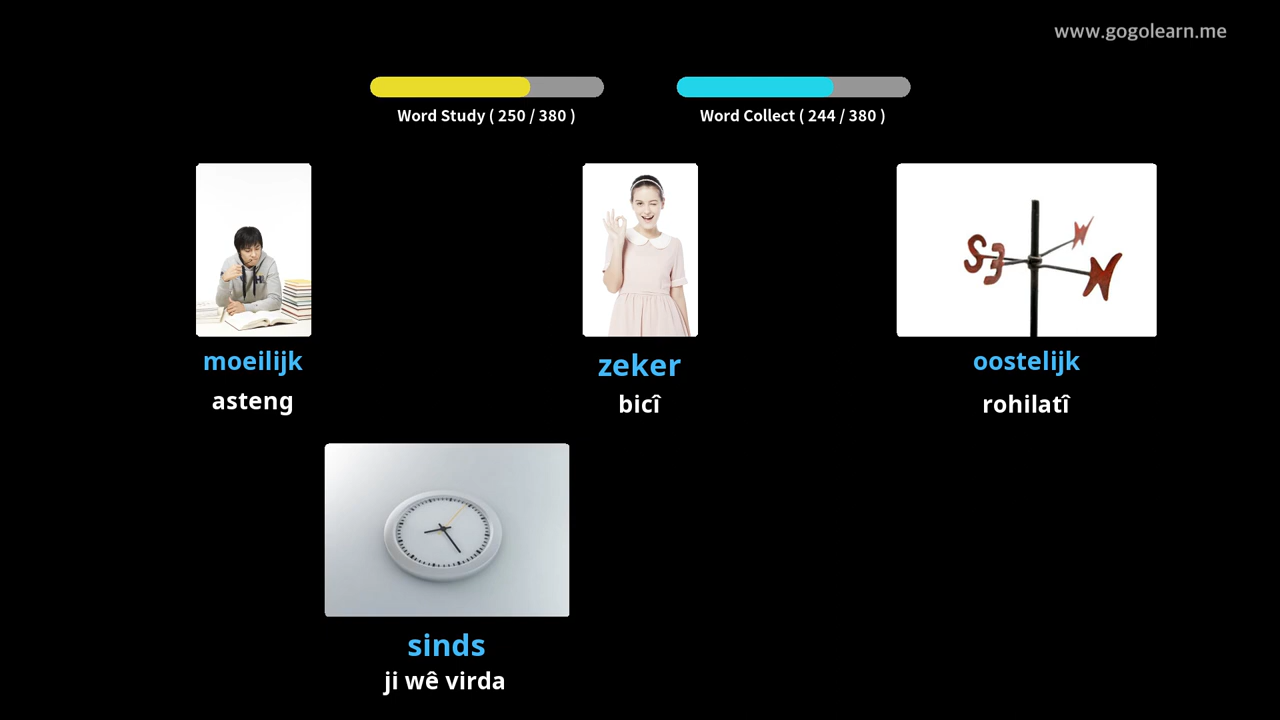 www.gogolearn.me
Word Study ( 250 / 380 )
Word Collect ( 244 / 380 )
moeilijk
zeker
oostelijk
asteng
bicî
rohilatî
sinds
ji wê virda